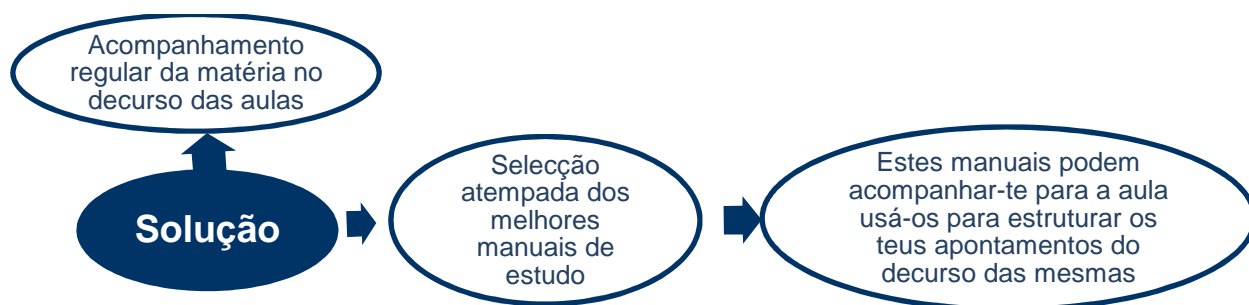 Acompanhamento
regular da matéria no
decurso das aulas
Solução
Selecção
atempada dos
melhores
manuais de
estudo
Estes manuais podem
acompanhar-te para a aula
usá-os para estruturar os
teus apontamentos do
decurso das mesmas